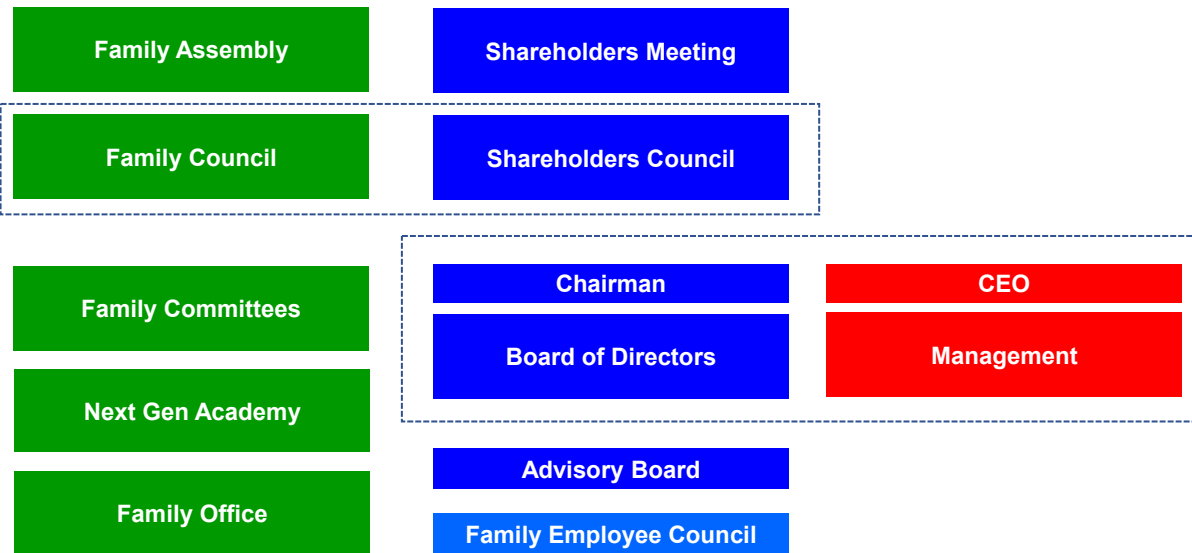 Family Assembly
Shareholders Meeting
Family Council
Shareholders Council
Family Committees
Chairman
CEO
Board of Directors
Management
Next Gen Academy
Advisory Board
Family Office
Family Employee Council